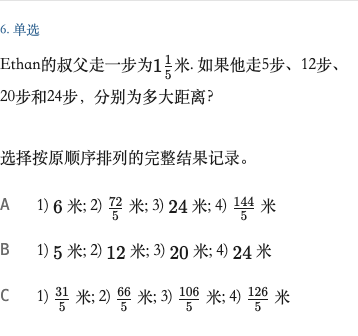 6. 单选
Ethan的叔父走一步为1 1/5 米. 如果他走5步、12步、
20步和24步，分别为多大距离?
选择按原顺序排列的完整结果记录。
A 1) 6 米; 2) 72/5 米; 3) 24 米; 4) 144/5 米
B 1) 5 米; 2) 12 米; 3) 20 米; 4) 24 米
C 1) 31/5 米; 2) 66/5 米; 3) 106/5 米; 4) 126/5 米